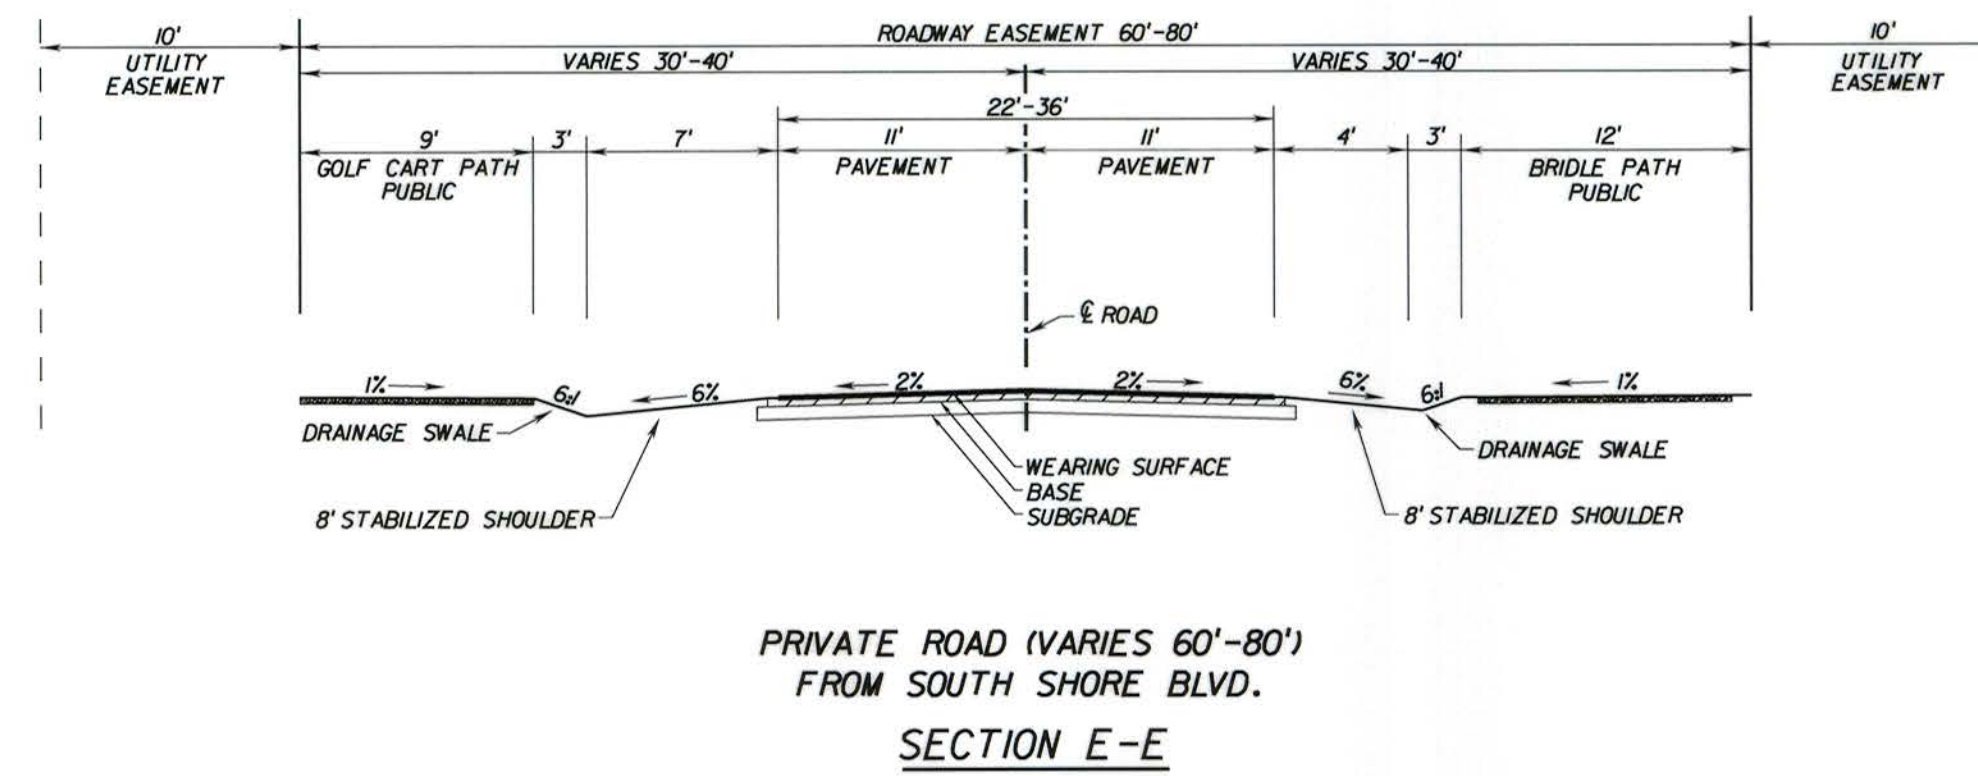 10'
UTILITY
EASEMENT
ROADWAY EASEMENT 60'-80'
10'
UTILITY
EASEMENT
VARIES 30'-40'
VARIES 30'-40'
22'-36'
9'
GOLF CART PATH
PUBLIC
3'
7'
11'
PAVEMENT
11'
PAVEMENT
4'
3'
12'
BRIDLE PATH
PUBLIC
℄ ROAD
1%
6:1
6%
2%
2%
6%
6:1
1%
DRAINAGE SWALE
DRAINAGE SWALE
WEARING SURFACE
BASE
SUBGRADE
8' STABILIZED SHOULDER
8' STABILIZED SHOULDER
PRIVATE ROAD (VARIES 60'-80')
FROM SOUTH SHORE BLVD.
SECTION E-E